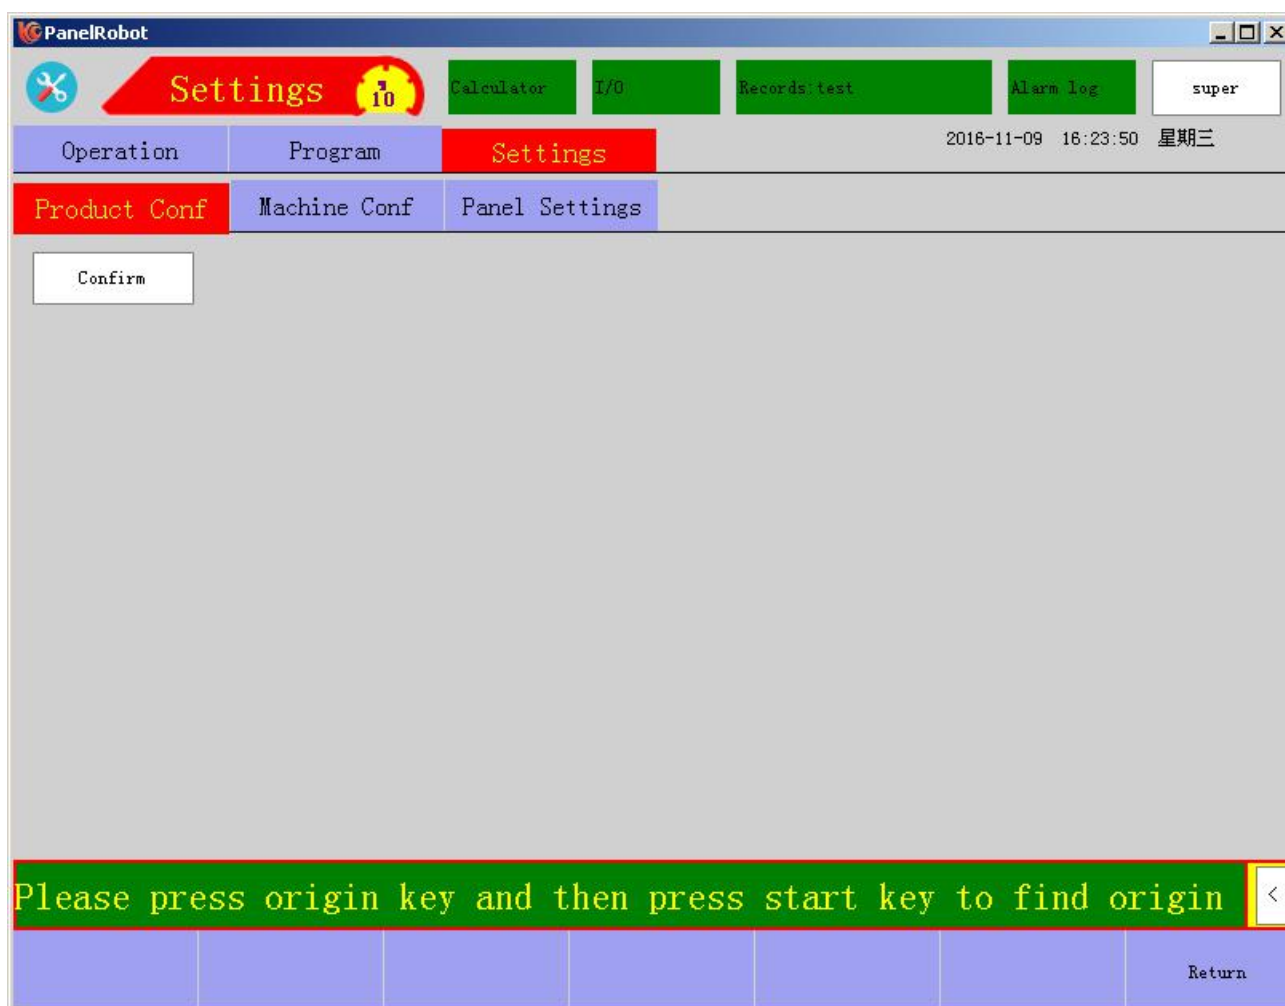 PanelRobot
Settings 10 Calculator I/O Records:test Alarm log super
Operation Program Settings 2016-11-09 16:23:50 星期三
Product Conf Machine Conf Panel Settings
Confirm
Please press origin key and then press start key to find origin <
Return